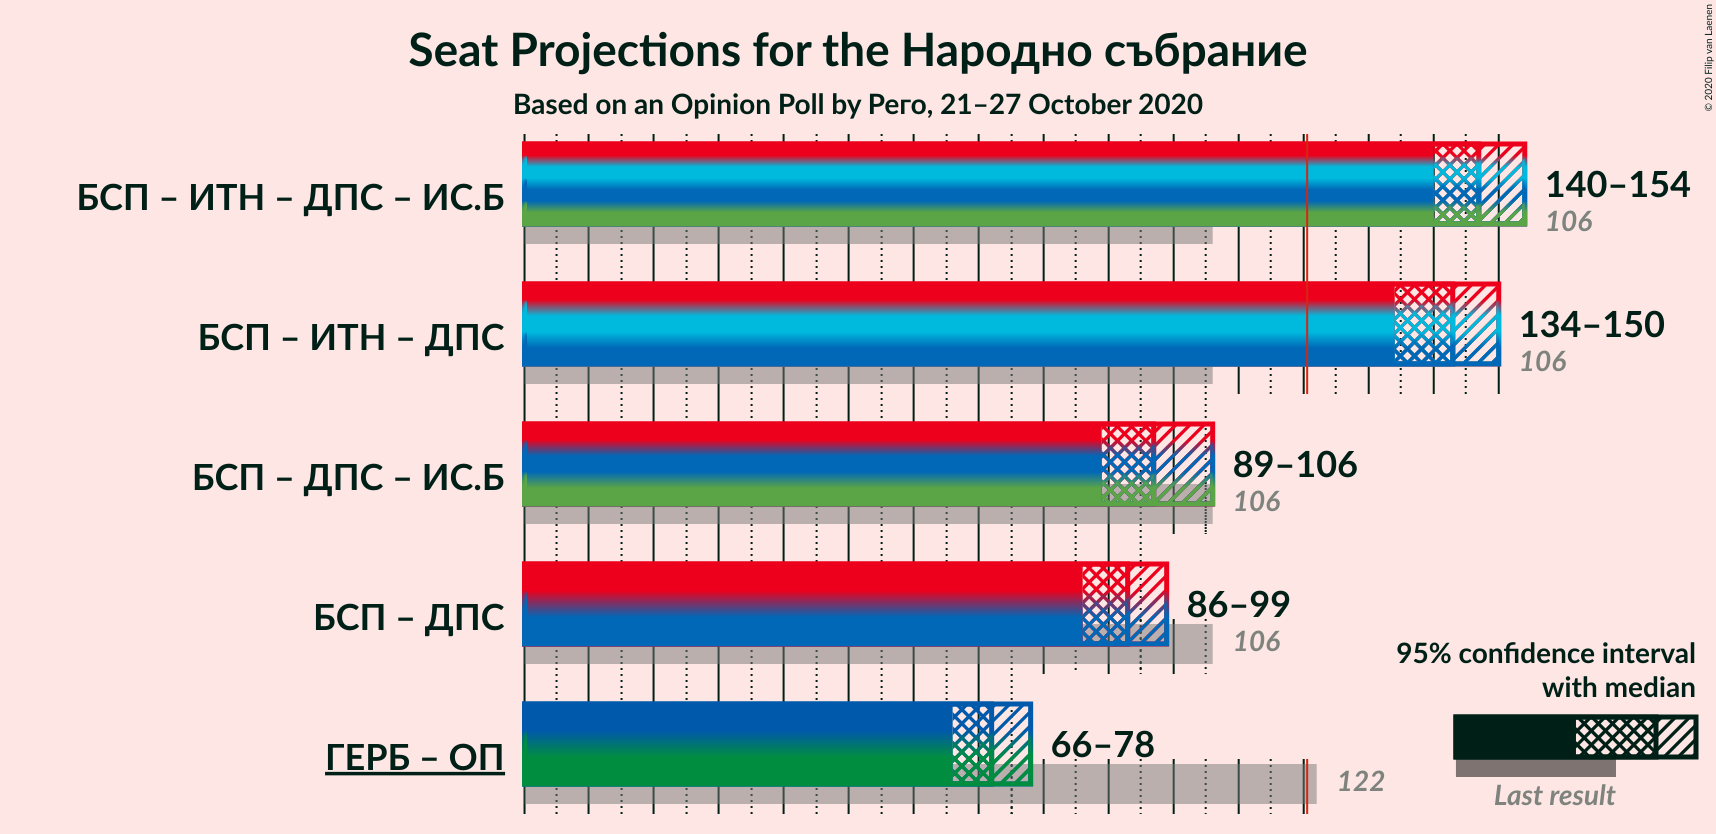 Seat Projections for the Народно събрание
Based on an Opinion Poll by Рего, 21–27 October 2020
© 2020 Filip van Laenen
БСП – ИТН – ДПС – ИС.Б
140–154
106
БСП – ИТН – ДПС
134–150
106
БСП – ДПС – ИС.Б
89–106
106
БСП – ДПС
86–99
106
ГЕРБ – ОП
66–78
122
95% confidence interval
with median
Last result